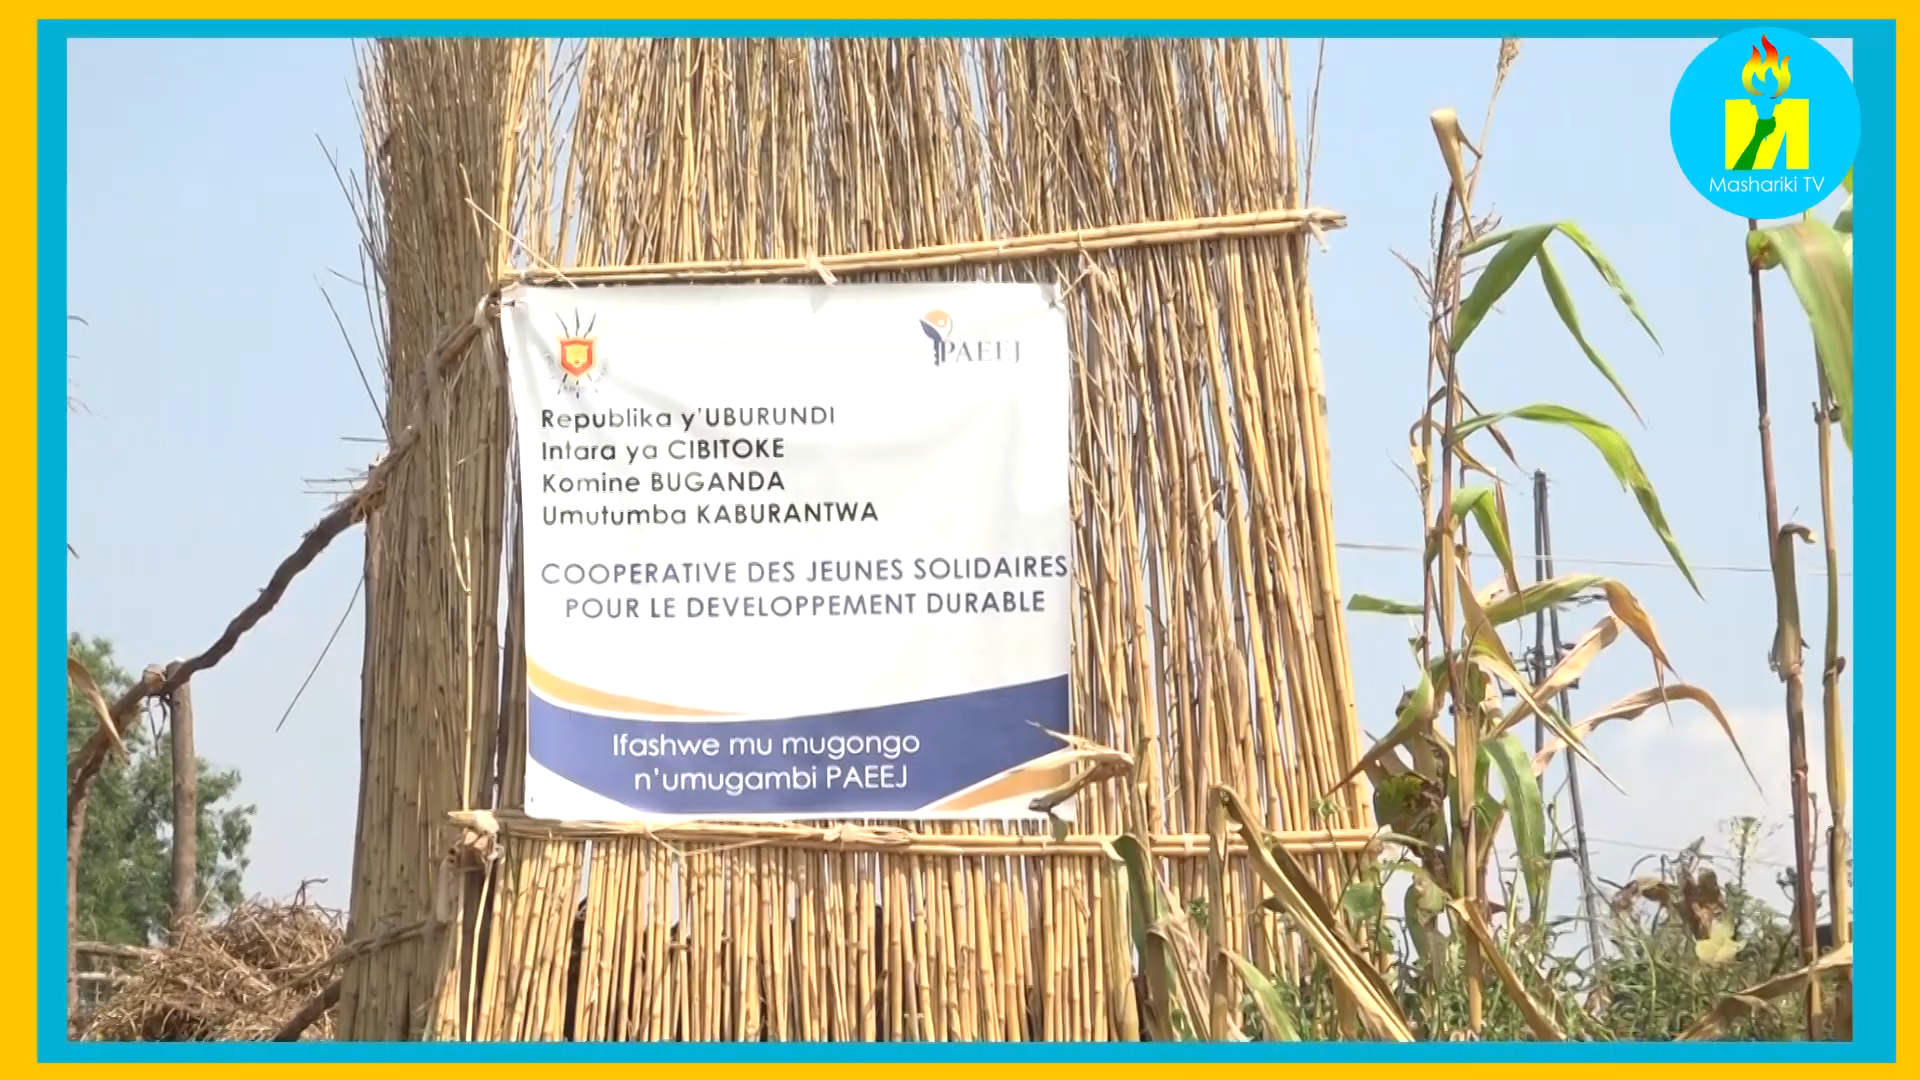 Mashariki TV
PAEEJ
Republika y'UBURUNDI
Intara ya CIBITOKE
Komine BUGANDA
Umutumba KABURANTWA
COOPERATIVE DES JEUNES SOLIDAIRES
POUR LE DEVELOPPEMENT DURABLE
Ifashwe mu mugongo
n'umugambi PAEEJ